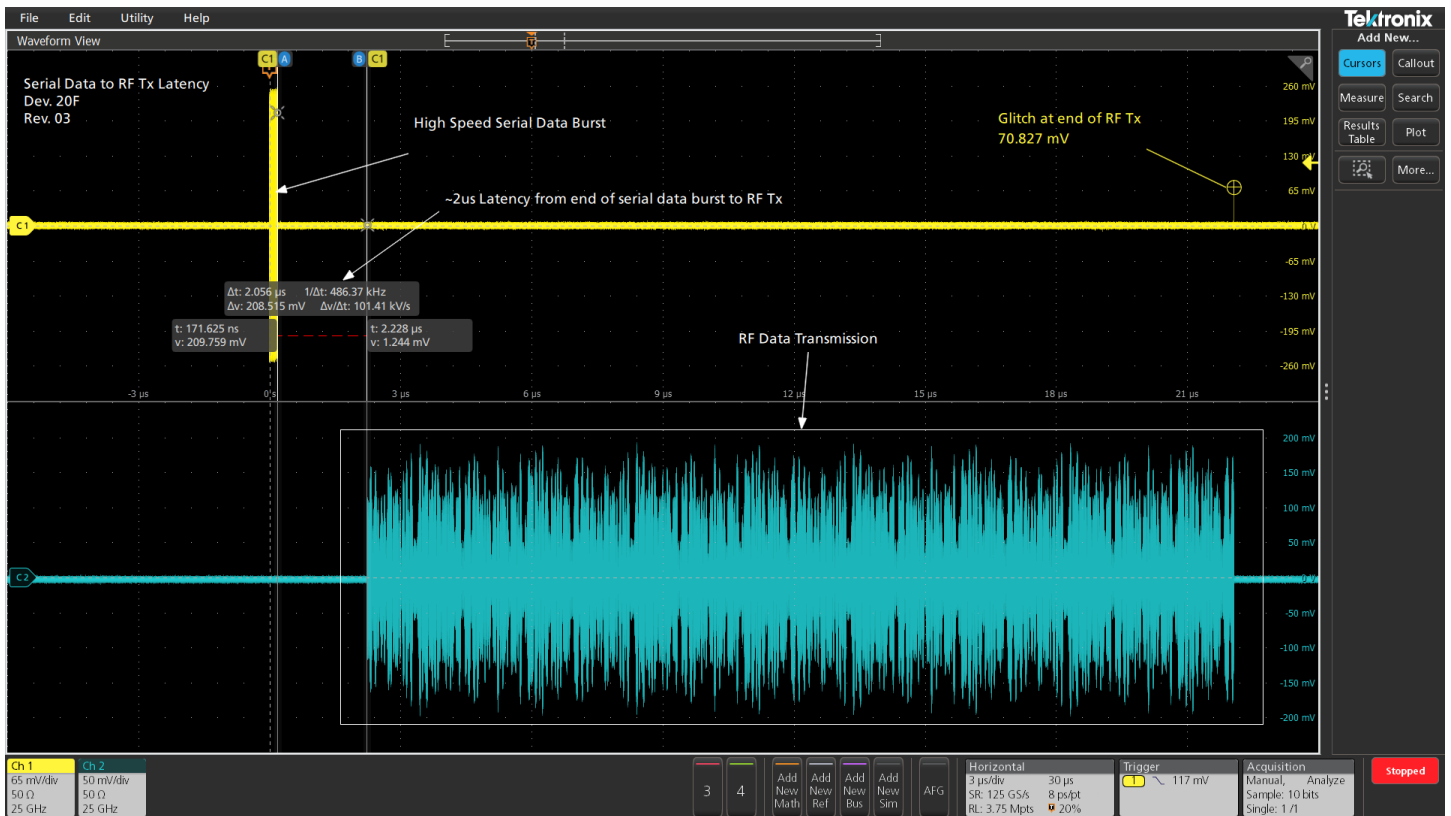 File Edit Utility Help
Tektronix
Waveform View
Add New...
C1 A B C1
T
Cursors Callout
Measure Search
Results Table Plot
More...
Serial Data to RF Tx Latency
Dev. 20F
Rev. 03
High Speed Serial Data Burst
~2us Latency from end of serial data burst to RF Tx
Glitch at end of RF Tx
70.827 mV
260 mV
195 mV
130 mV
65 mV
0 V
-65 mV
-130 mV
-195 mV
-260 mV
C1
Δt: 2.056 µs 1/Δt: 486.37 kHz
Δv: 208.515 mV Δv/Δt: 101.41 kV/s
t: 171.625 ns
v: 209.759 mV
t: 2.228 µs
v: 1.244 mV
RF Data Transmission
-3 µs 0 s 3 µs 6 µs 9 µs 12 µs 15 µs 18 µs 21 µs
200 mV
150 mV
100 mV
50 mV
0 V
-50 mV
-100 mV
-150 mV
-200 mV
C2
Ch 1
65 mV/div
50 Ω
25 GHz
Ch 2
50 mV/div
50 Ω
25 GHz
3
4
Add New Math
Add New Ref
Add New Bus
Add New Sim
AFG
Horizontal
3 µs/div 30 µs
SR: 125 GS/s 8 ps/pt
RL: 3.75 Mpts 20%
Trigger
1 117 mV
Acquisition
Manual, Analyze
Sample: 10 bits
Single: 1 /1
Stopped